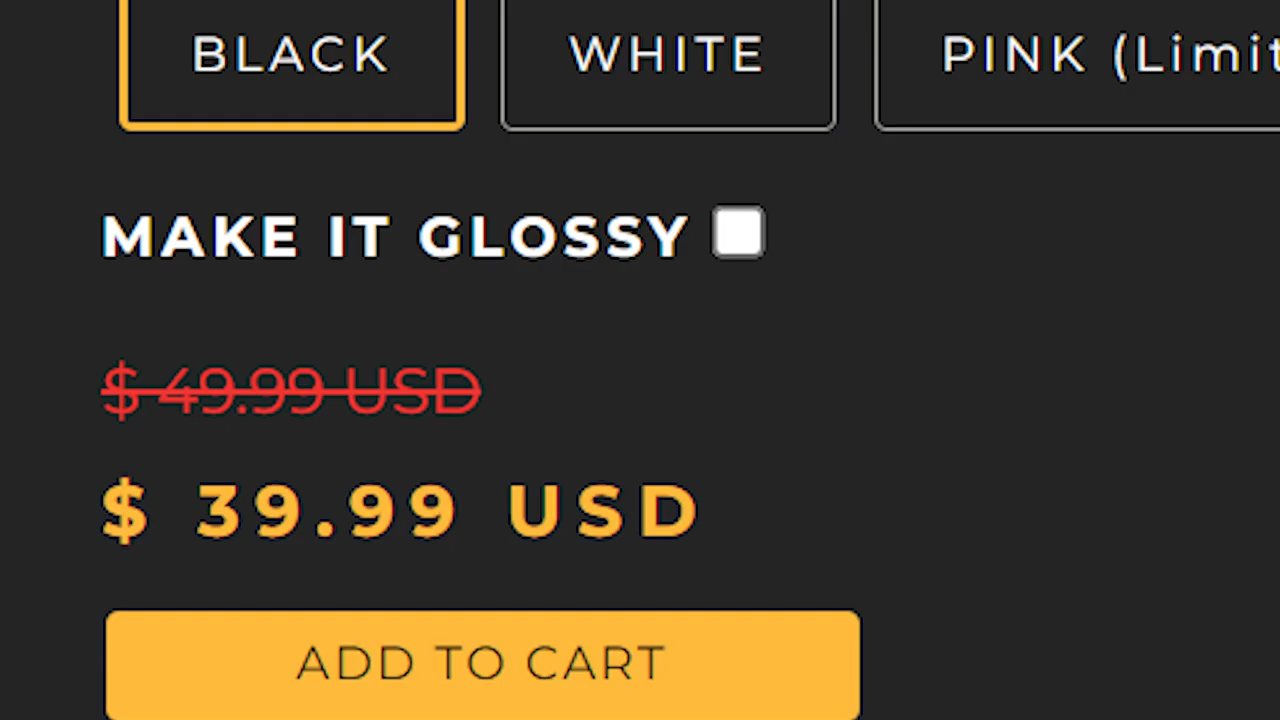 BLACK WHITE PINK (Limit
MAKE IT GLOSSY
$ 49.99 USD
$ 39.99 USD
ADD TO CART